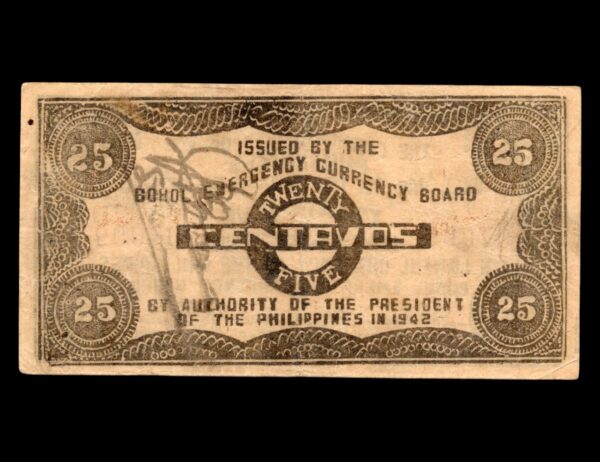 25 25
ISSUED BY THE
BOHOL EMERGENCY CURRENCY BOARD
TWENTY
CENTAVOS
FIVE
25 25
BY AUTHORITY OF THE PRESIDENT
OF THE PHILIPPINES IN 1942